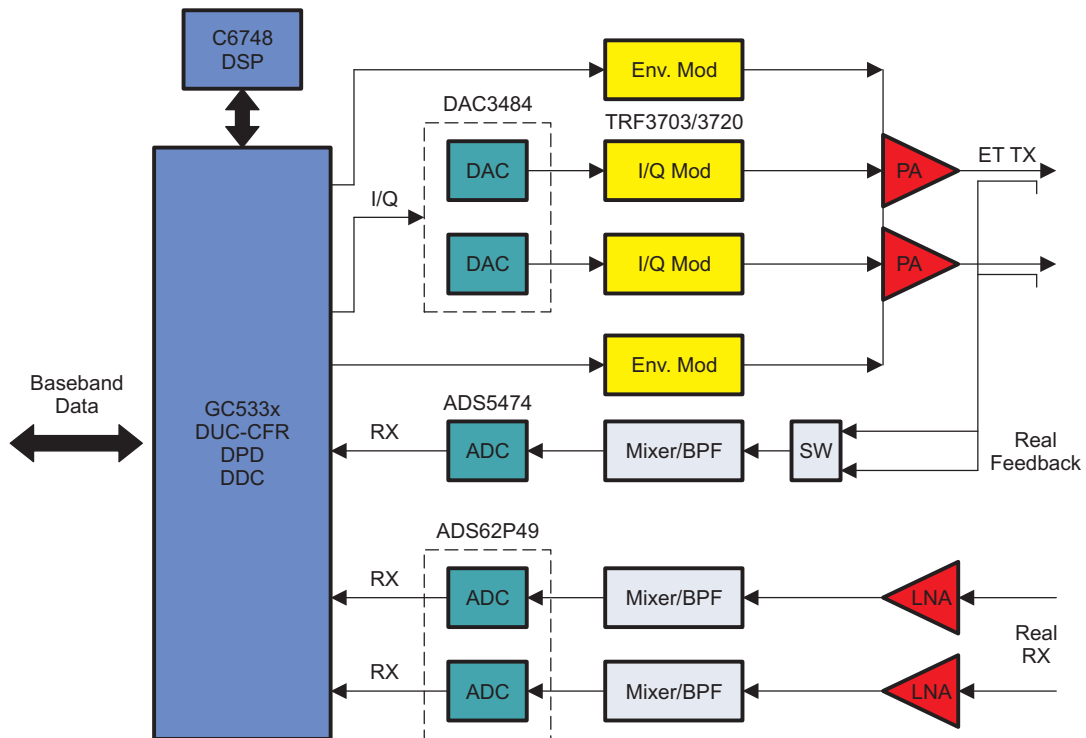 C6748
DSP
Env. Mod
DAC3484
TRF3703/3720
DAC
I/Q Mod
PA
ET TX
I/Q
DAC
I/Q Mod
PA
Env. Mod
Baseband
Data
GC533x
DUC-CFR
DPD
DDC
ADS5474
RX
ADC
Mixer/BPF
SW
Real
Feedback
ADS62P49
RX
ADC
Mixer/BPF
LNA
Real
RX
RX
ADC
Mixer/BPF
LNA